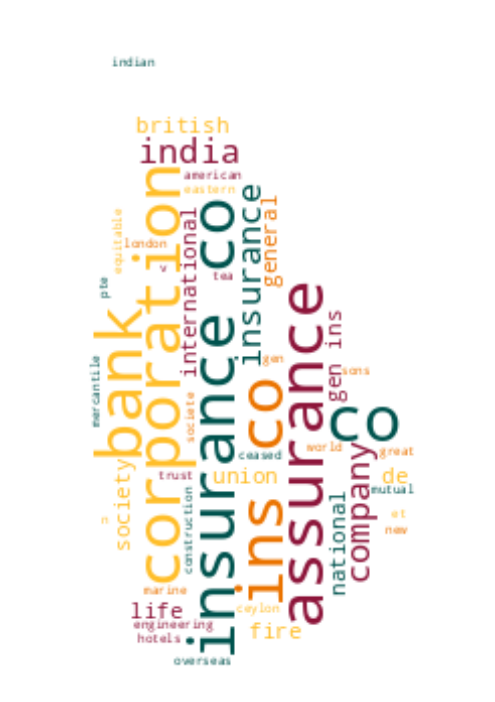 indian
british
india
american
eastern
corporation
insurance co
insurance
general
international
equitable
london
v
tea
pte
bank
assurance
ins co
gen ins
gen
sons
mercantile
societe
co
world
ceased
great
company
de
mutual
society
trust
union
construction
national
et
new
n
marine
life
ceylon
engineering
fire
hotels
overseas